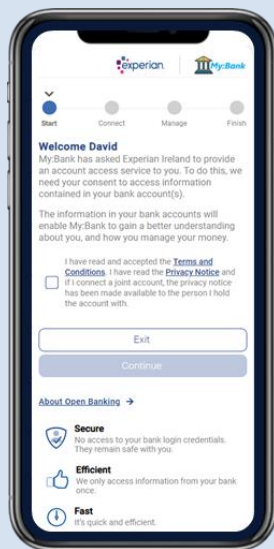 experian.
My:Bank
Start Connect Manage Finish
Welcome David
My:Bank has asked Experian Ireland to provide
an account access service to you. To do this, we
need your consent to access information
contained in your bank account(s).
The information in your bank accounts will
enable My:Bank to gain a better understanding
about you, and how you manage your money.
I have read and accepted the Terms and
Conditions. I have read the Privacy Notice and
if I connect a joint account, the privacy notice
has been made available to the person I hold
the account with.
Exit
Continue
About Open Banking →
Secure
No access to your bank login credentials.
They remain safe with you.
Efficient
We only access information from your bank
once.
Fast
It's quick and efficient.